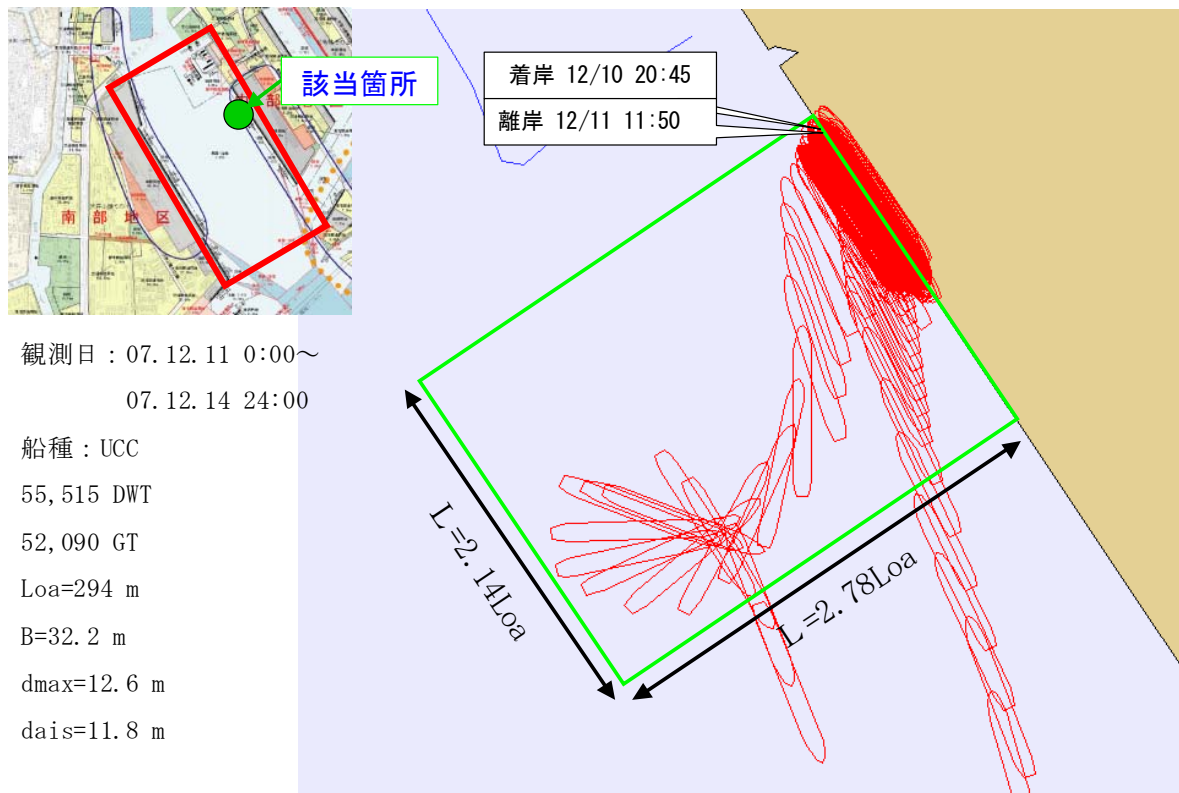 該当箇所
南部地区
着岸 12/10 20:45
離岸 12/11 11:50
観測日：07.12.11 0:00～
07.12.14 24:00
船種：UCC
55,515 DWT
52,090 GT
Loa=294 m
B=32.2 m
dmax=12.6 m
dais=11.8 m
L=2.14Loa
L=2.78Loa